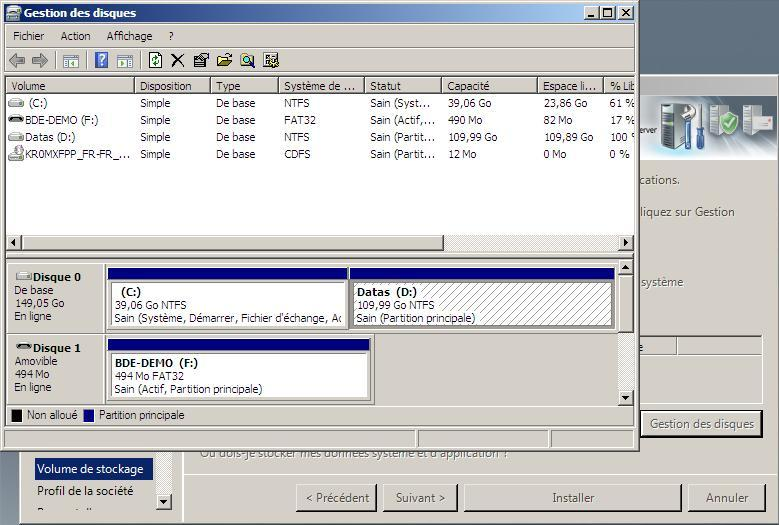 Gestion des disques
Fichier Action Affichage ?
Volume Disposition Type Système de ... Statut Capacité Espace li... % Lib
(C:) Simple De base NTFS Sain (Syst... 39,06 Go 23,86 Go 61 %
BDE-DEMO (F:) Simple De base FAT32 Sain (Actif,... 490 Mo 82 Mo 17 %
Datas (D:) Simple De base NTFS Sain (Partit... 109,99 Go 109,89 Go 100 %
KR0MXFPP_FR-FR_... Simple De base CDFS Sain (Partit... 12 Mo 0 Mo 0 %
Disque 0
De base
149,05 Go
En ligne
(C:)
39,06 Go NTFS
Sain (Système, Démarrer, Fichier d'échange, Ac
Datas (D:)
109,99 Go NTFS
Sain (Partition principale)
Disque 1
Amovible
494 Mo
En ligne
BDE-DEMO (F:)
494 Mo FAT32
Sain (Actif, Partition principale)
Non alloué Partition principale
erver
cations.
liquez sur Gestion
système
e
Gestion des disques
Où dois-je stocker mes données système et d'application ?
Volume de stockage
Profil de la société
< Précédent Suivant > Installer Annuler